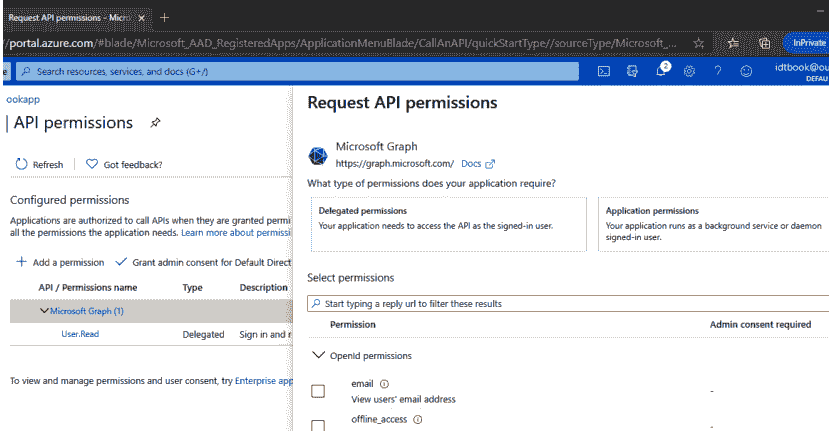 Request API permissions - Micro
//portal.azure.com/#blade/Microsoft_AAD_RegisteredApps/ApplicationMenuBlade/CallAnAPI/quickStartType//sourceType/Microsoft_...
InPrivate
e
Search resources, services, and docs (G+/)
2
idtbook@ou
DEFAU
ookapp
| API permissions
Refresh
Got feedback?
Configured permissions
Applications are authorized to call APIs when they are granted permi
all the permissions the application needs. Learn more about permissi
Add a permission
Grant admin consent for Default Direct
API / Permissions name
Type
Description
Microsoft Graph (1)
User.Read
Delegated
Sign in and r
To view and manage permissions and user consent, try Enterprise app
Request API permissions
Microsoft Graph
https://graph.microsoft.com/ Docs
What type of permissions does your application require?
Delegated permissions
Your application needs to access the API as the signed-in user.
Application permissions
Your application runs as a background service or daemon
signed-in user.
Select permissions
Start typing a reply url to filter these results
Permission
Admin consent required
OpenId permissions
email
View users' email address
-
offline_access
-